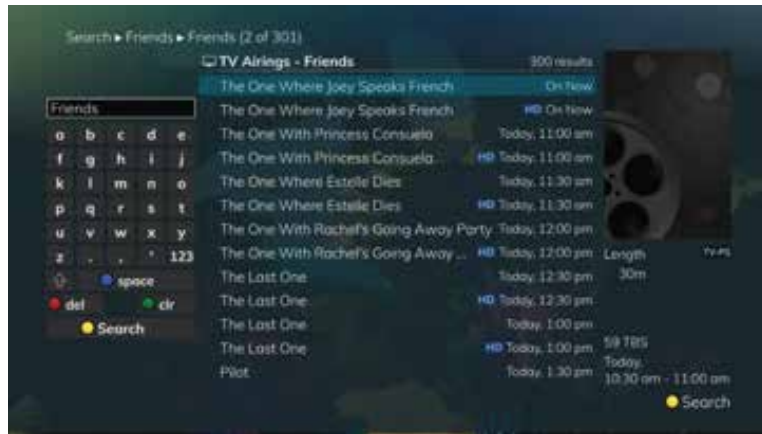 Search ▸ Friends ▸ Friends (2 of 301)
TV Airings - Friends 300 results
The One Where Joey Speaks French On Now
The One Where Joey Speaks French HD On Now
The One With Princess Consuela Today, 11:00 am
The One With Princess Consuela HD Today, 11:00 am
The One Where Estelle Dies Today, 11:30 am
The One Where Estelle Dies HD Today, 11:30 am
The One With Rachel's Going Away Party Today, 12:00 pm
The One With Rachel's Going Away ... HD Today, 12:00 pm
The Last One Today, 12:30 pm
The Last One HD Today, 12:30 pm
The Last One Today, 1:00 pm
The Last One HD Today, 1:00 pm
Pilot Today, 1:30 pm
Friends
a b c d e
f g h i j
k l m n o
p q r s t
u v w x y
z - . ' 123
space
del clr
Search
Length TV-PG
30m
59 TBS
Today,
10:30 am - 11:00 am
Search